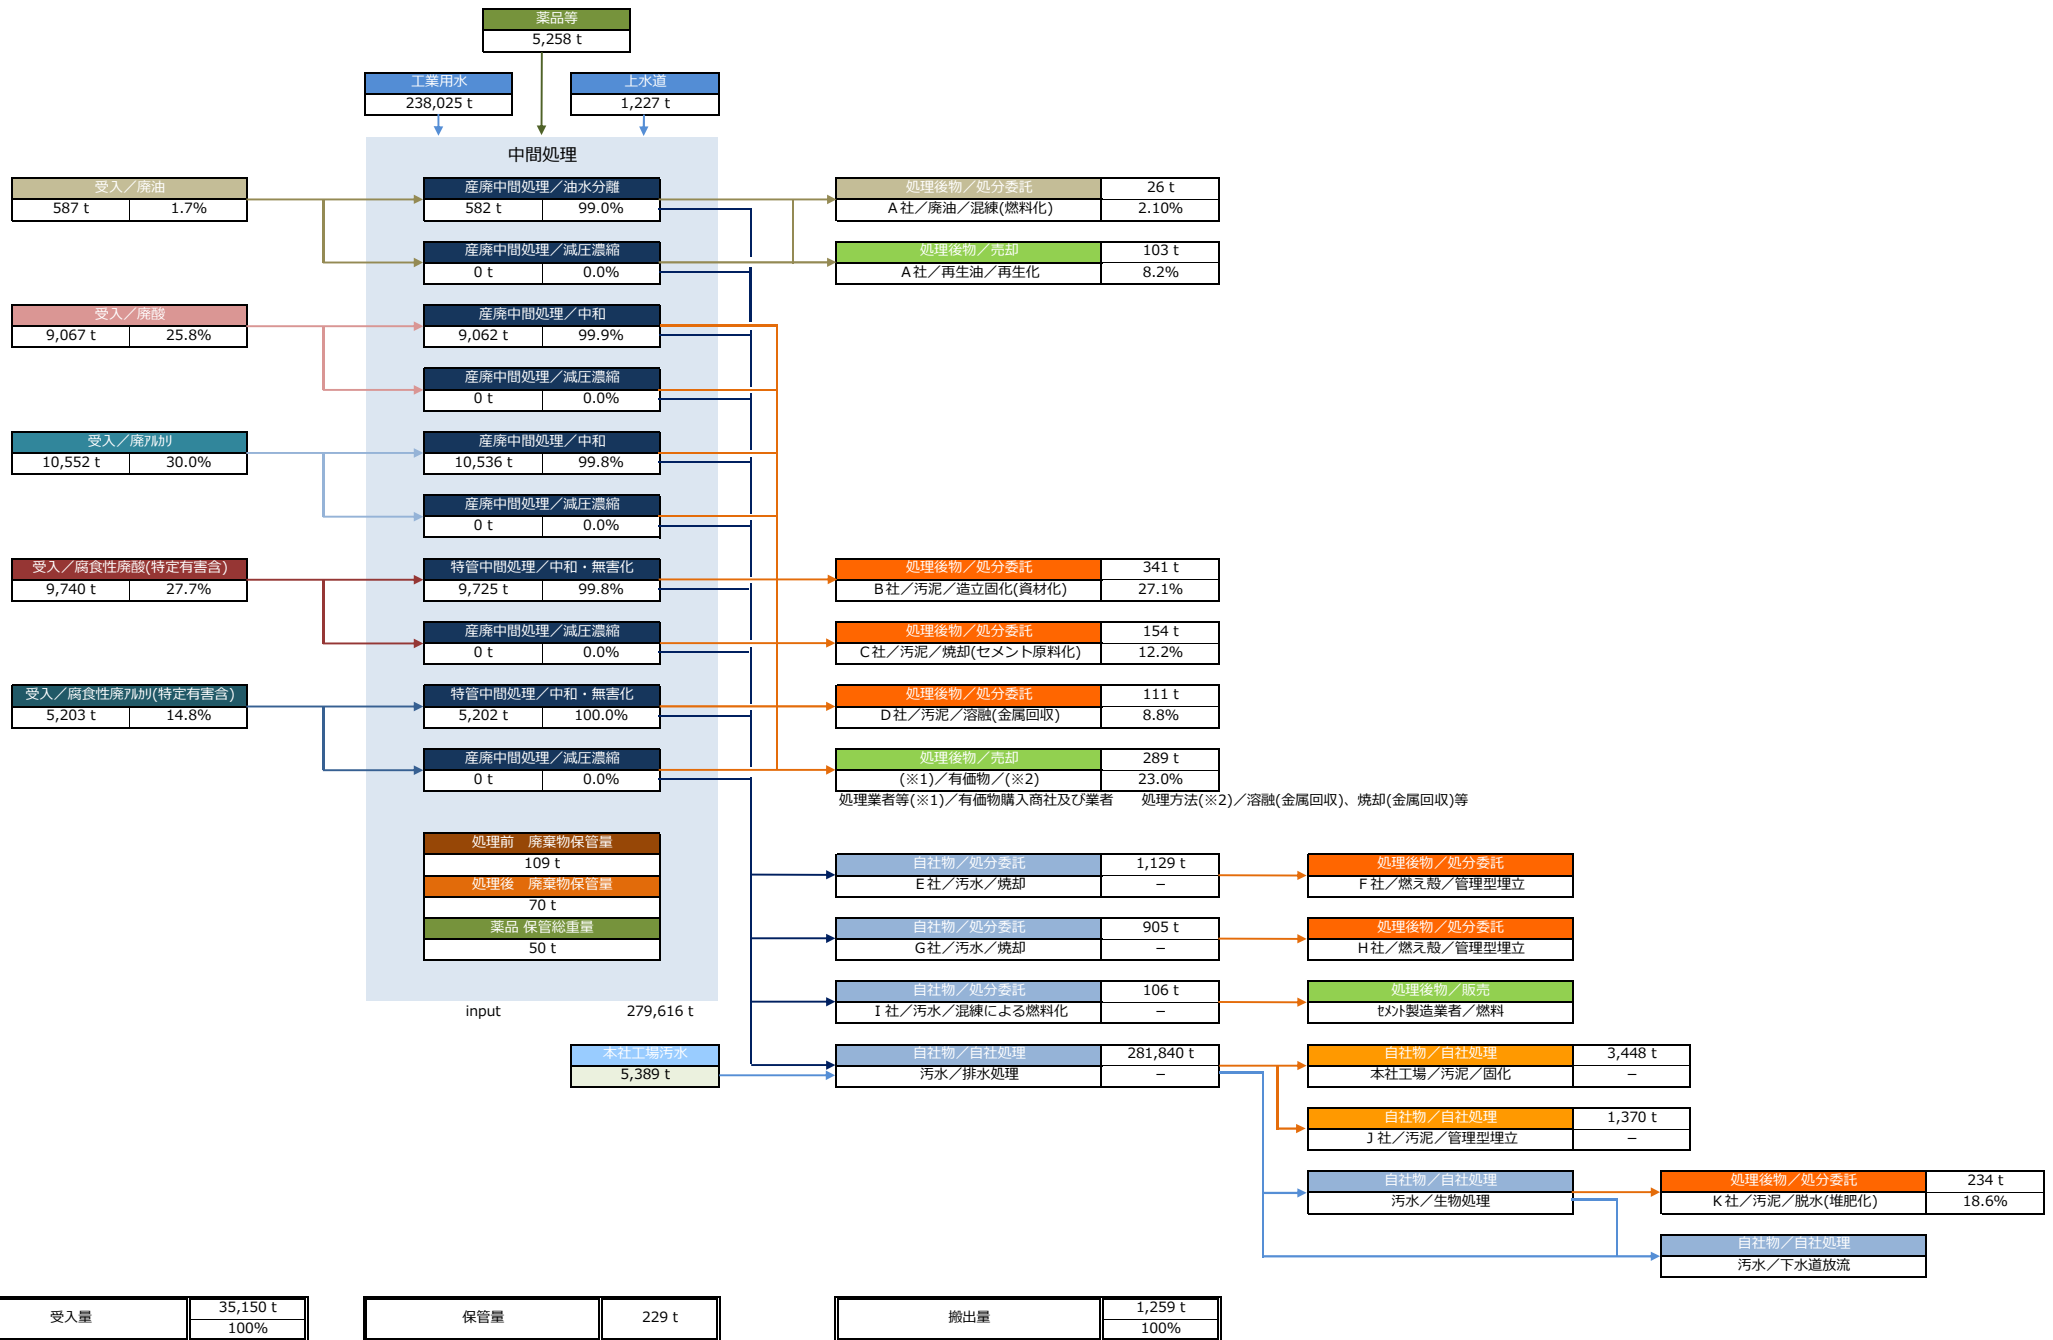 薬品等
5,258 t
工業用水
238,025 t
上水道
1,227 t
中間処理
受入／廃油
587 t 1.7%
産廃中間処理／油水分離
582 t 99.0%
処理後物／処分委託 26 t
A社／廃油／混練(燃料化) 2.10%
産廃中間処理／減圧濃縮
0 t 0.0%
処理後物／売却 103 t
A社／再生油／再生化 8.2%
受入／廃酸
9,067 t 25.8%
産廃中間処理／中和
9,062 t 99.9%
産廃中間処理／減圧濃縮
0 t 0.0%
受入／廃ｱﾙｶﾘ
10,552 t 30.0%
産廃中間処理／中和
10,536 t 99.8%
産廃中間処理／減圧濃縮
0 t 0.0%
受入／腐食性廃酸(特定有害含)
9,740 t 27.7%
特管中間処理／中和・無害化
9,725 t 99.8%
処理後物／処分委託 341 t
B社／汚泥／造立固化(資材化) 27.1%
産廃中間処理／減圧濃縮
0 t 0.0%
処理後物／処分委託 154 t
C社／汚泥／焼却(セメント原料化) 12.2%
受入／腐食性廃ｱﾙｶﾘ(特定有害含)
5,203 t 14.8%
特管中間処理／中和・無害化
5,202 t 100.0%
処理後物／処分委託 111 t
D社／汚泥／溶融(金属回収) 8.8%
産廃中間処理／減圧濃縮
0 t 0.0%
処理後物／売却 289 t
(※1)／有価物／(※2) 23.0%
処理業者等(※1)／有価物購入商社及び業者 処理方法(※2)／溶融(金属回収)、焼却(金属回収)等
処理前 廃棄物保管量
109 t
処理後 廃棄物保管量
70 t
薬品 保管総重量
50 t
自社物／処分委託 1,129 t
E社／汚水／焼却 −
処理後物／処分委託
F社／燃え殻／管理型埋立
自社物／処分委託 905 t
G社／汚水／焼却 −
処理後物／処分委託
H社／燃え殻／管理型埋立
自社物／処分委託 106 t
I社／汚水／混練による燃料化 −
処理後物／販売
ｾﾒﾝﾄ製造業者／燃料
input 279,616 t
本社工場汚水
5,389 t
自社物／自社処理 281,840 t
汚水／排水処理 −
自社物／自社処理 3,448 t
本社工場／汚泥／固化 −
自社物／自社処理 1,370 t
J社／汚泥／管理型埋立 −
自社物／自社処理
汚水／生物処理
処理後物／処分委託 234 t
K社／汚泥／脱水(堆肥化) 18.6%
自社物／自社処理
汚水／下水道放流
受入量 35,150 t
100%
保管量 229 t
搬出量 1,259 t
100%